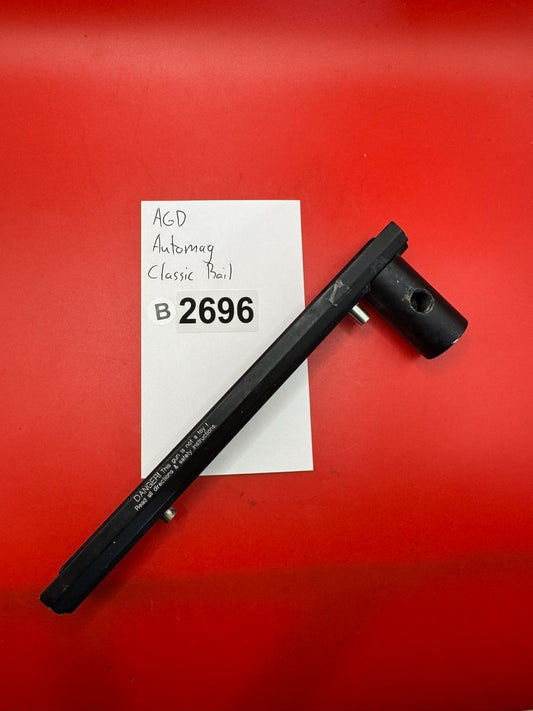 AGD
Automag
Classic Rail
B 2696
DANGER! This gun is not a toy !
Read all directions & safety instructions.